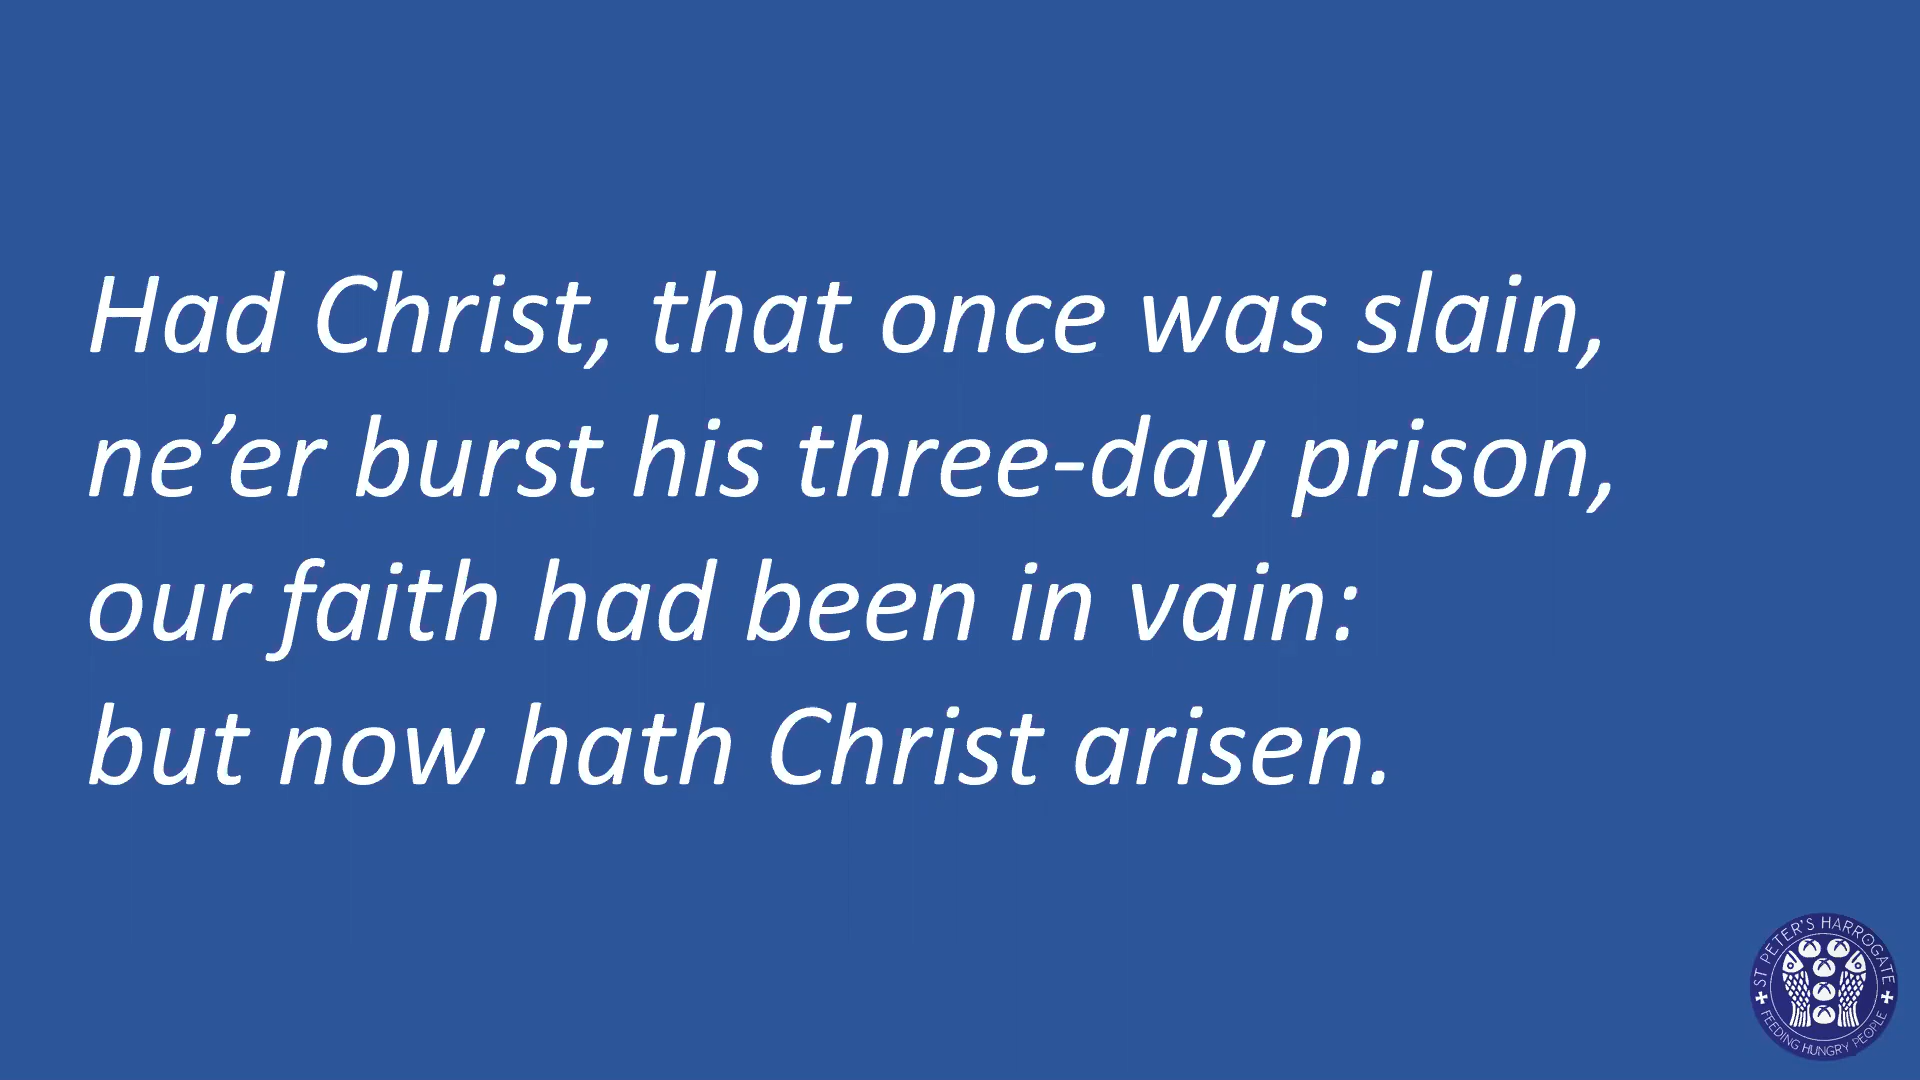 Had Christ, that once was slain,
ne’er burst his three-day prison,
our faith had been in vain:
but now hath Christ arisen.
ST PETER'S HARROGATE
FEEDING HUNGRY PEOPLE